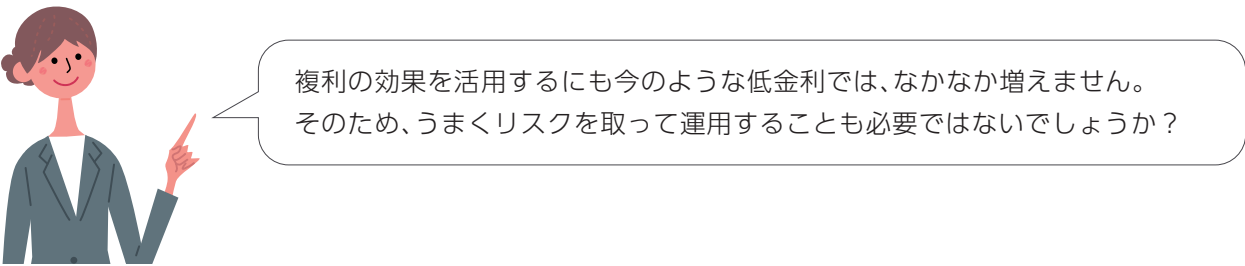 複利の効果を活用するにも今のような低金利では、なかなか増えません。
そのため、うまくリスクを取って運用することも必要ではないでしょうか？